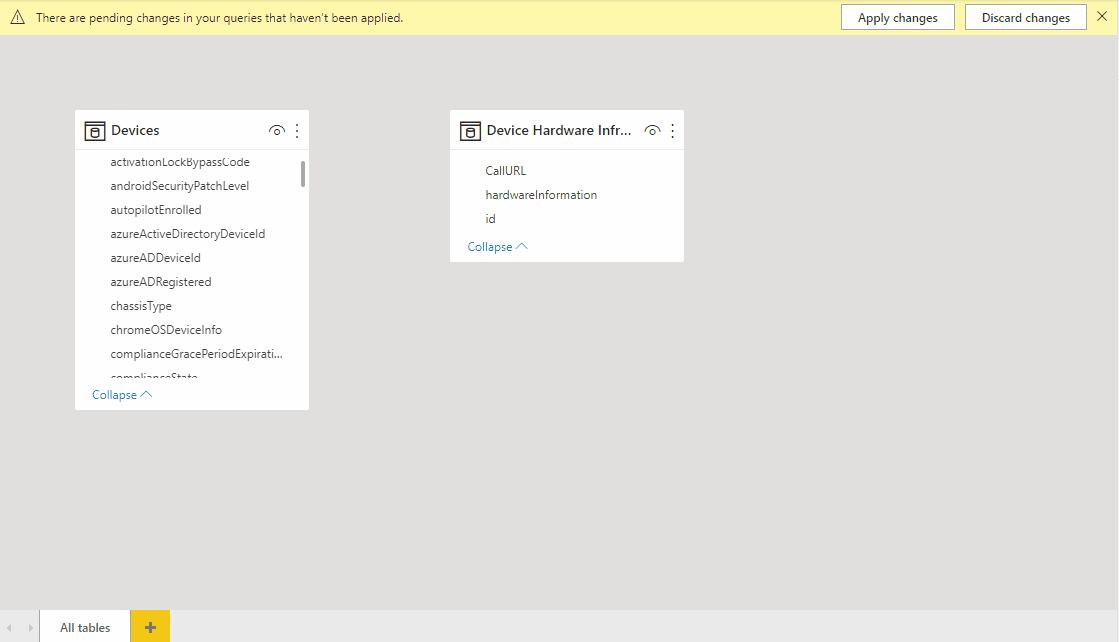 There are pending changes in your queries that haven't been applied.
Apply changes
Discard changes
Devices
activationLockBypassCode
androidSecurityPatchLevel
autopilotEnrolled
azureActiveDirectoryDeviceId
azureADDeviceId
azureADRegistered
chassisType
chromeOSDeviceInfo
complianceGracePeriodExpirati...
complianceState
Collapse
Device Hardware Infr...
CallURL
hardwareInformation
id
Collapse
All tables